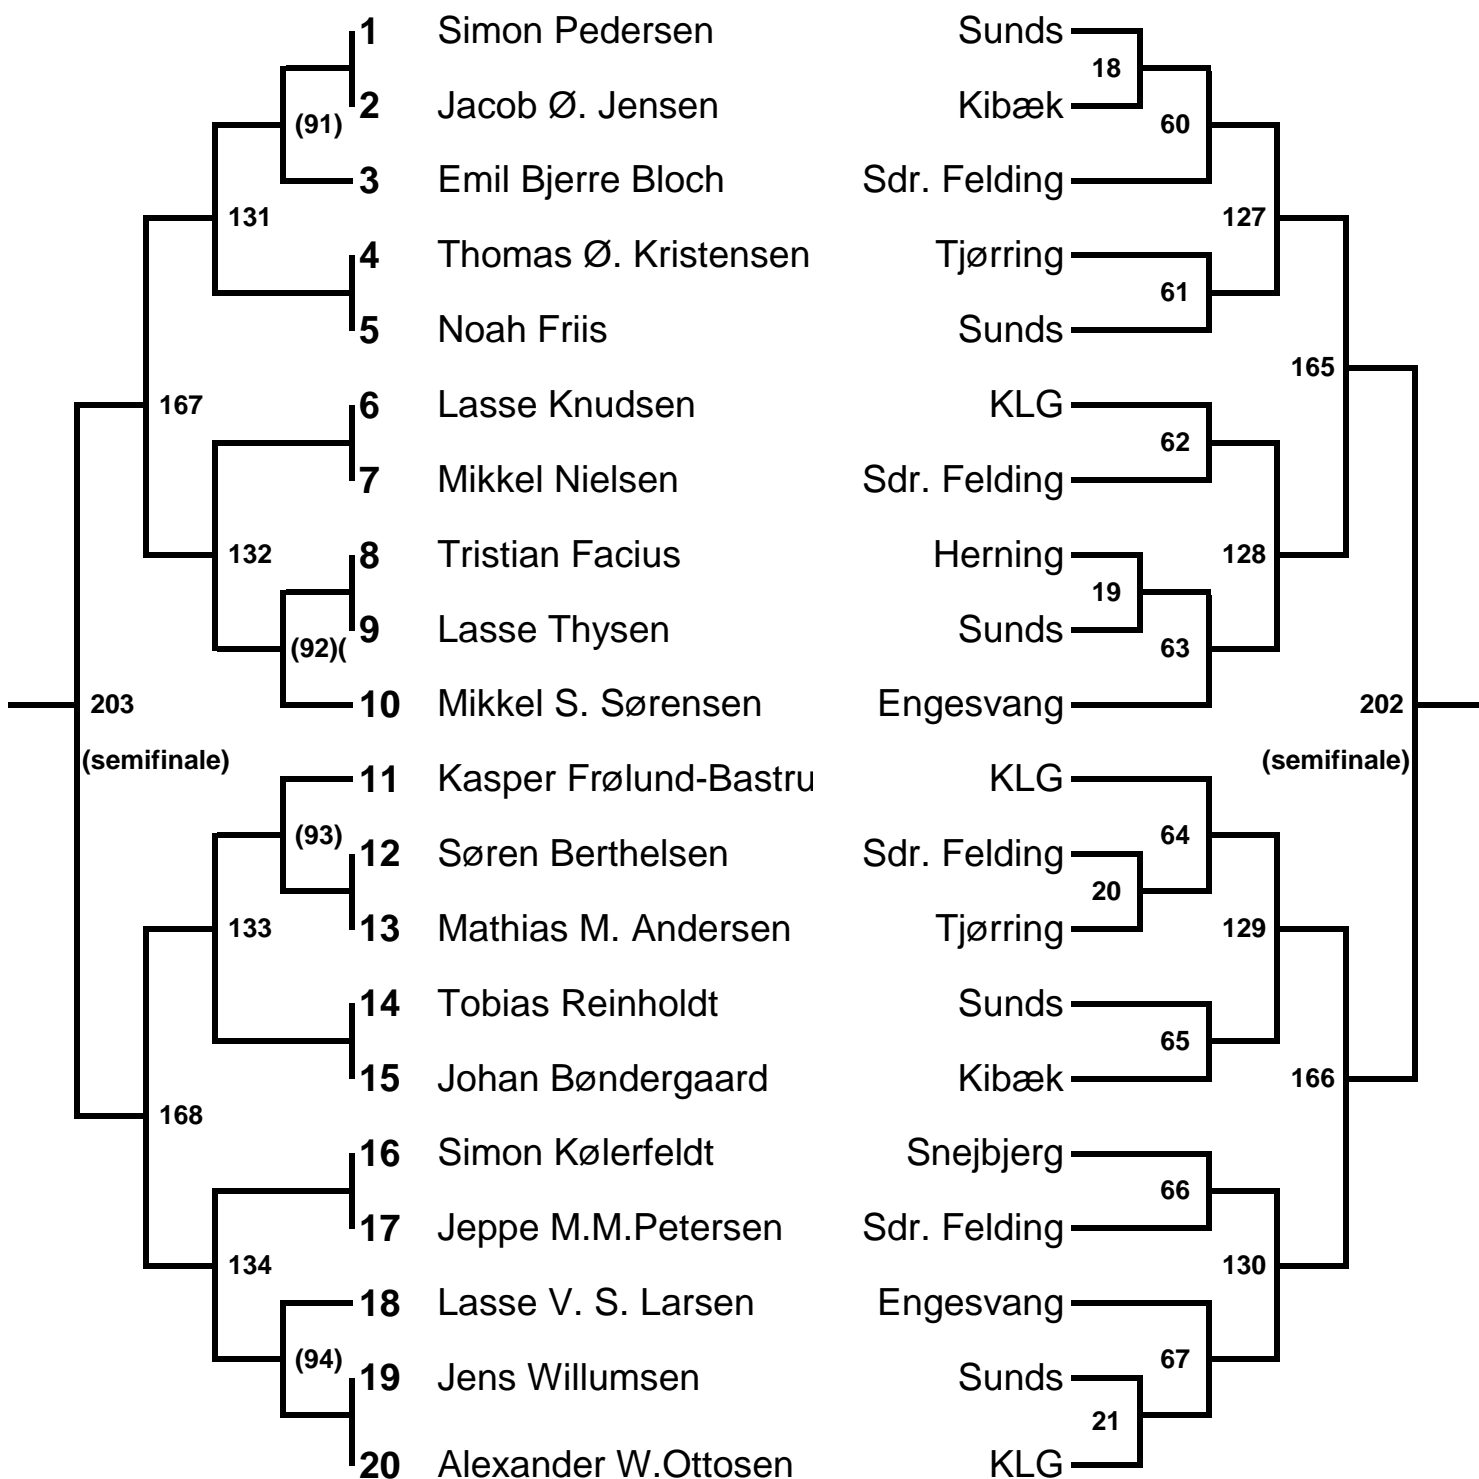 1 Simon Pedersen Sunds
18
2 Jacob Ø. Jensen Kibæk
(91) 60
3 Emil Bjerre Bloch Sdr. Felding
131 127
4 Thomas Ø. Kristensen Tjørring
61
5 Noah Friis Sunds
165
167 6 Lasse Knudsen KLG
62
7 Mikkel Nielsen Sdr. Felding
132 8 Tristian Facius Herning 128
19
9 Lasse Thysen Sunds
(92)( 63
203 10 Mikkel S. Sørensen Engesvang 202
(semifinale) (semifinale)
11 Kasper Frølund-Bastru KLG
(93) 64
12 Søren Berthelsen Sdr. Felding
20
133 13 Mathias M. Andersen Tjørring 129
14 Tobias Reinholdt Sunds
65
15 Johan Bøndergaard Kibæk 166
168
16 Simon Kølerfeldt Snejbjerg
66
17 Jeppe M.M.Petersen Sdr. Felding
134 130
18 Lasse V. S. Larsen Engesvang
(94) 67
19 Jens Willumsen Sunds
21
20 Alexander W.Ottosen KLG